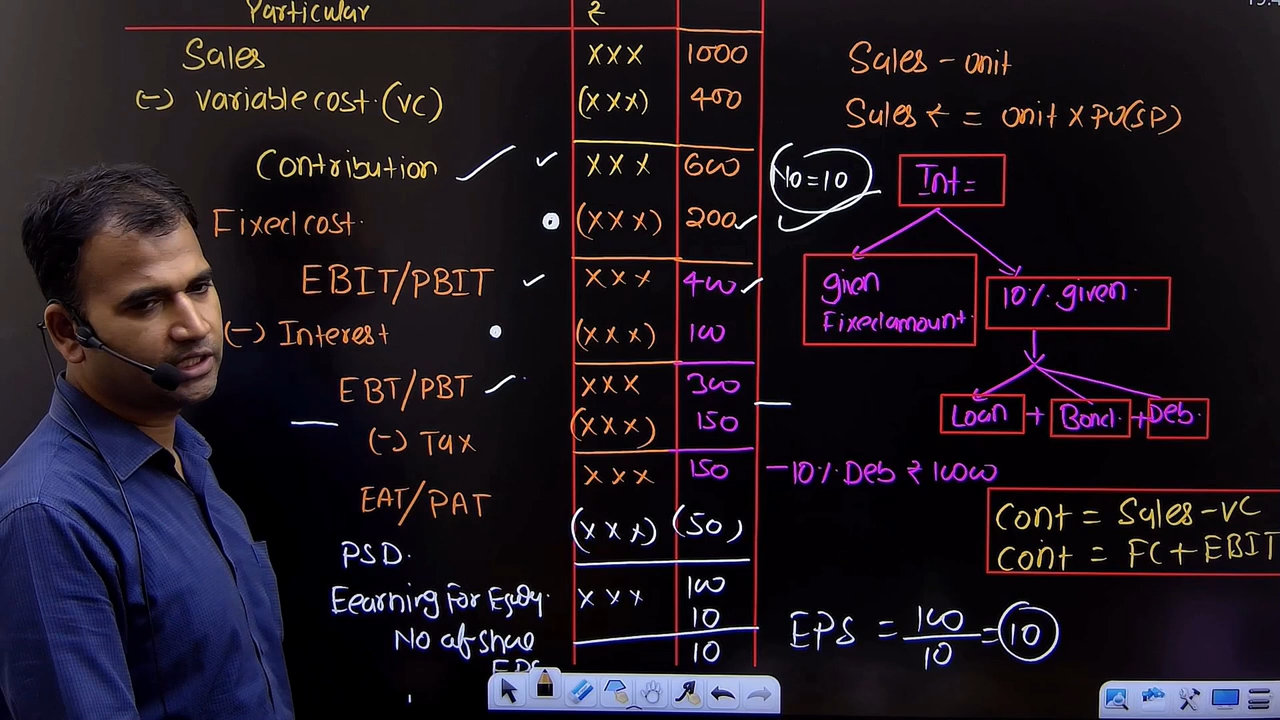 Particular ₹
Sales XXX 1000
(-) Variable cost. (VC) (XXX) 400
Contribution XXX 600
Fixed cost. (XXX) 200
EBIT/PBIT XXX 400
(-) Interest (XXX) 100
EBT/PBT XXX 300
(-) Tax (XXX) 150
EAT/PAT XXX 150
PSD. (XXX) (50)
Eearning For Equity. XXX 100
No of share 10
EPS 10
Sales - unit
Sales ₹ = unit X PU(SP)
No=10
Int =
given
Fixed amount.
10% given.
Loan + Bond. + Deb.
-10% Deb ₹ 1000
Cont = Sales-VC
Cont = FC+EBIT
EPS = 100/10 = 10